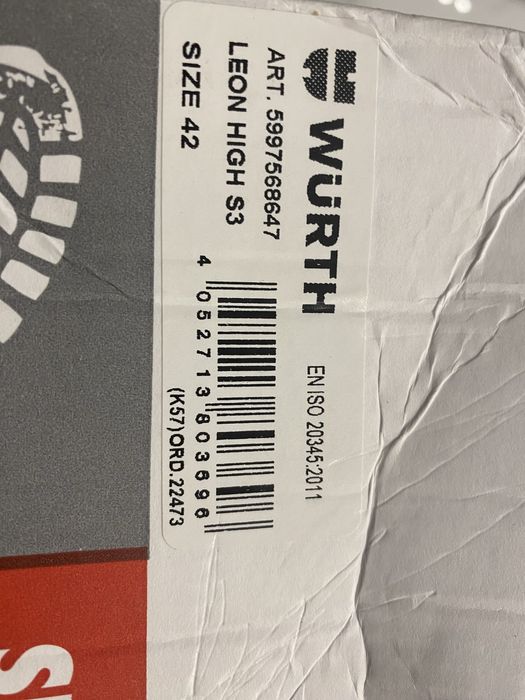 WÜRTH
EN ISO 20345:2011
ART. 5997568647
LEON HIGH S3
SIZE 42
4 052713 803696
(K57)ORD.22473
S